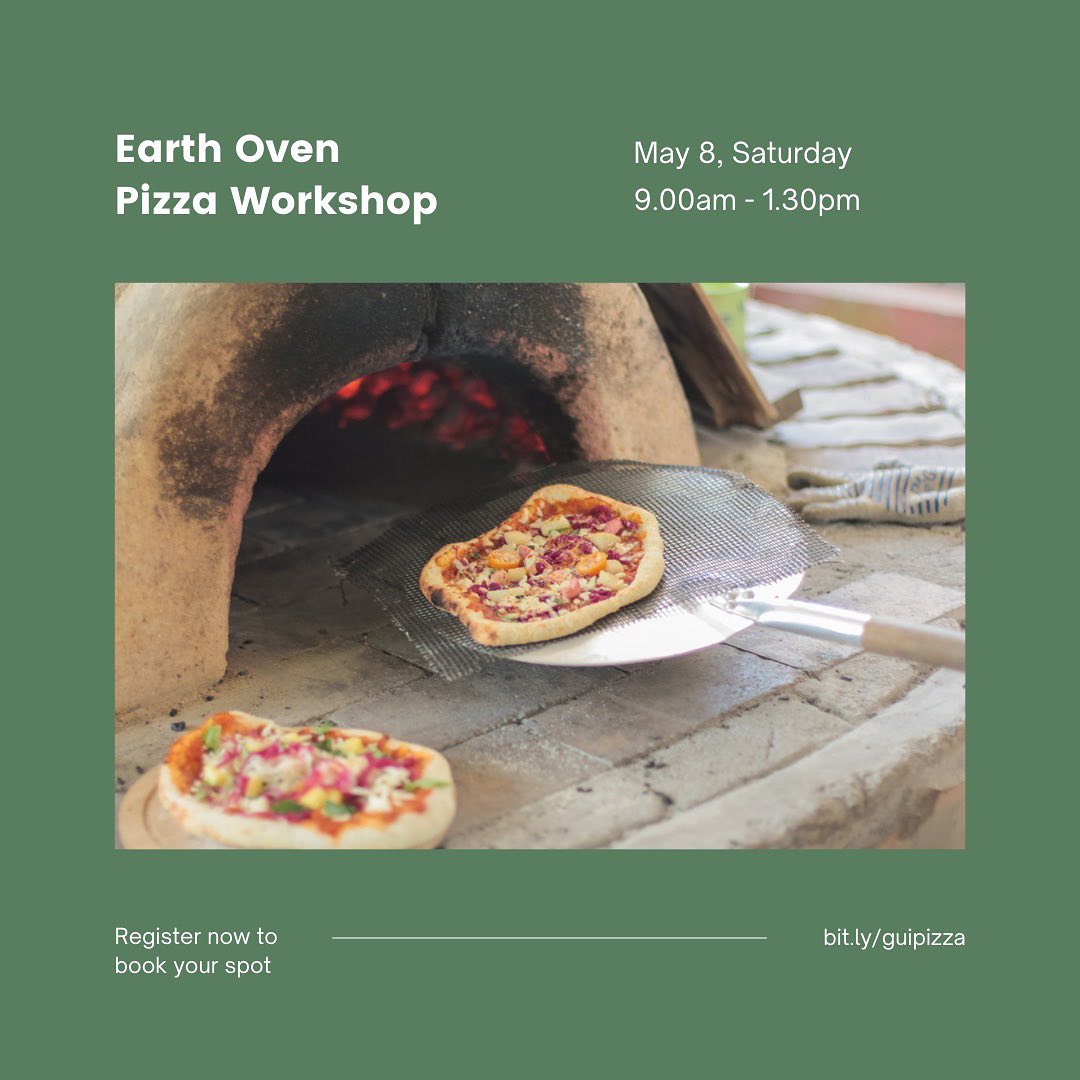 Earth Oven
Pizza Workshop
May 8, Saturday
9.00am - 1.30pm
Register now to
book your spot
bit.ly/guipizza